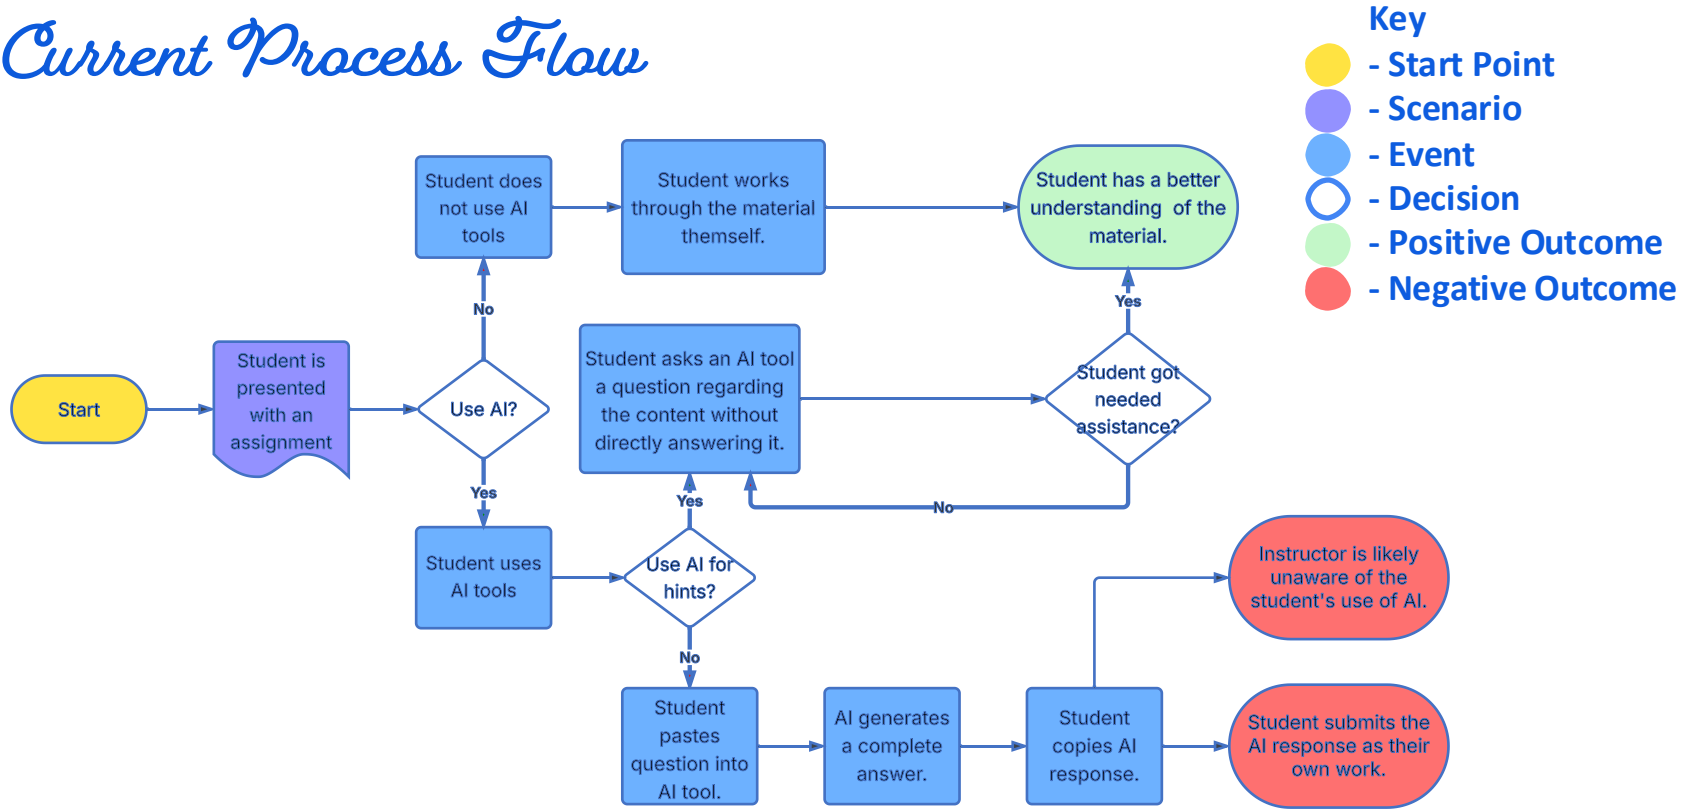 Current Process Flow
Key
- Start Point
- Scenario
- Event
- Decision
- Positive Outcome
- Negative Outcome
Student does
not use AI
tools
Student works
through the material
themself.
Student has a better
understanding of the
material.
No
Yes
Start
Student is
presented
with an
assignment
Use AI?
Student asks an AI tool
a question regarding
the content without
directly answering it.
Student got
needed
assistance?
Yes
Yes
No
Student uses
AI tools
Use AI for
hints?
Instructor is likely
unaware of the
student's use of AI.
No
Student
pastes
question into
AI tool.
AI generates
a complete
answer.
Student
copies AI
response.
Student submits the
AI response as their
own work.